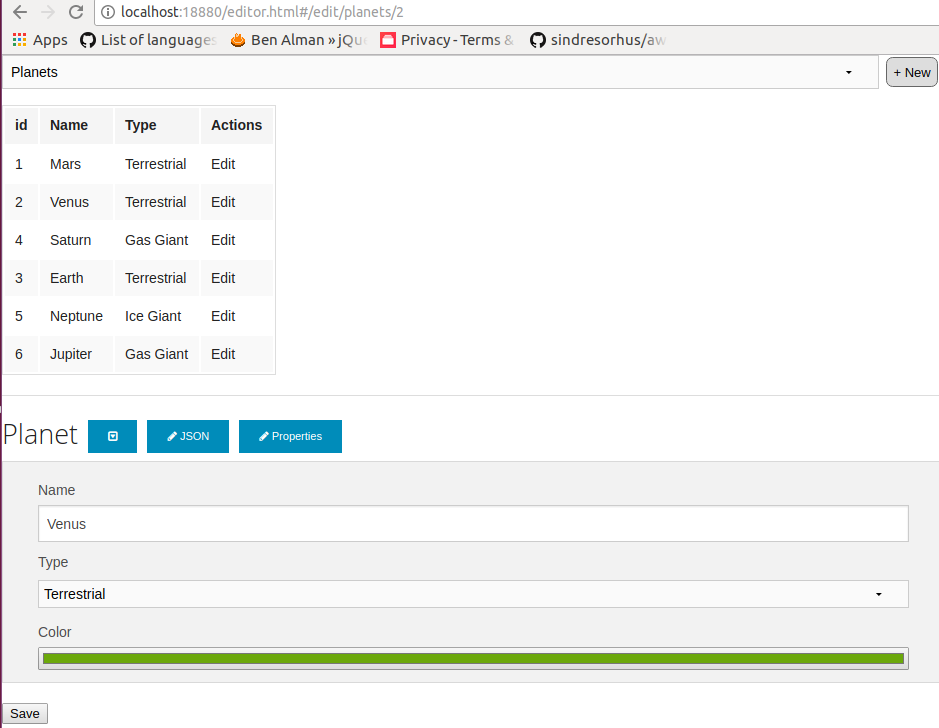 localhost:18880/editor.html#/edit/planets/2
Apps List of languages Ben Alman » jQu Privacy - Terms & sindresorhus/aw
Planets + New
id Name Type Actions
1 Mars Terrestrial Edit
2 Venus Terrestrial Edit
4 Saturn Gas Giant Edit
3 Earth Terrestrial Edit
5 Neptune Ice Giant Edit
6 Jupiter Gas Giant Edit
Planet JSON Properties
Name
Venus
Type
Terrestrial
Color
Save